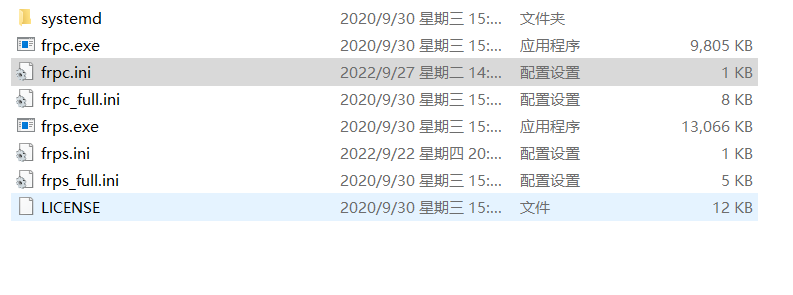 systemd 2020/9/30 星期三 15:... 文件夹
frpc.exe 2020/9/30 星期三 15:... 应用程序 9,805 KB
frpc.ini 2022/9/27 星期二 14:... 配置设置 1 KB
frpc_full.ini 2020/9/30 星期三 15:... 配置设置 8 KB
frps.exe 2020/9/30 星期三 15:... 应用程序 13,066 KB
frps.ini 2022/9/22 星期四 20:... 配置设置 1 KB
frps_full.ini 2020/9/30 星期三 15:... 配置设置 5 KB
LICENSE 2020/9/30 星期三 15:... 文件 12 KB